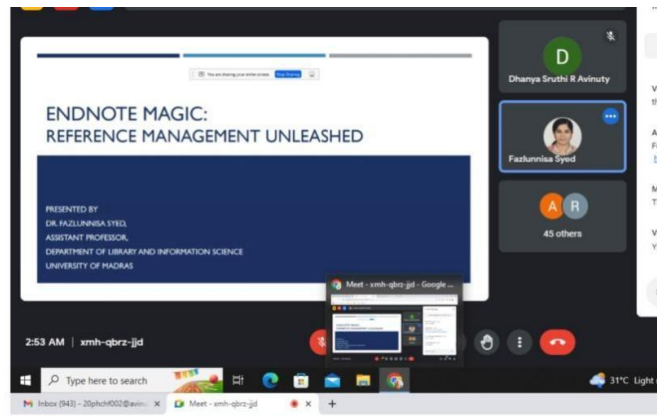 You are sharing your entire screen. Stop Sharing
ENDNOTE MAGIC:
REFERENCE MANAGEMENT UNLEASHED
PRESENTED BY
DR. FAZLUNNISA SYED,
ASSISTANT PROFESSOR,
DEPARTMENT OF LIBRARY AND INFORMATION SCIENCE
UNIVERSITY OF MADRAS
D
Dhanya Sruthi R Avinuty
Fazlunnisa Syed
A R
45 others
Meet - xmh-qbrz-jjd - Google ...
2:53 AM | xmh-qbrz-jjd
Type here to search
31°C Light
Inbox (943) - 20phchf002@avin
Meet - xmh-qbrz-jjd